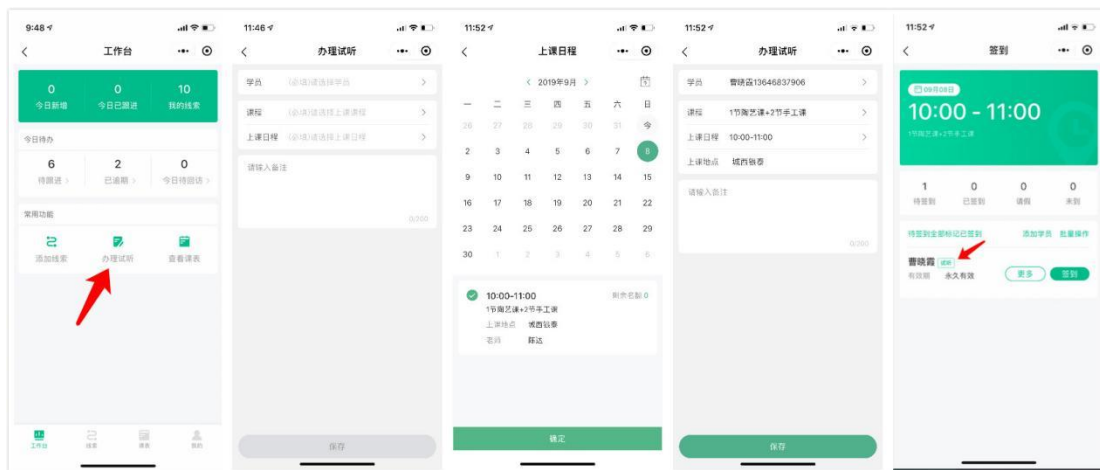 9:48
工作台
0
0
10
今日新增
今日已跟进
我的线索
今日待办
6
2
0
待跟进 >
已逾期 >
今日待回访 >
常用功能
添加线索
办理试听
查看课表
工作台
线索
课表
我的
11:46
办理试听
学员 (必填)请选择学员 >
课程 (必填)请选择上课课程 >
上课日程 (必填)请选择上课日程 >
请输入备注
0/200
保存
11:52
上课日程
< 2019年9月 >
一 二 三 四 五 六 日
26 27 28 29 30 31 今
2 3 4 5 6 7 8
9 10 11 12 13 14 15
16 17 18 19 20 21 22
23 24 25 26 27 28 29
30 1 2 3 4 5 6
10:00-11:00 剩余名额 0
1节陶艺课+2节手工课
上课地点 城西银泰
老师 陈达
确定
11:52
办理试听
学员 曹晓霞13646837906 >
课程 1节陶艺课+2节手工课 >
上课日程 10:00-11:00 >
上课地点 城西银泰
请输入备注
0/200
保存
11:52
签到
09月08日
10:00 - 11:00
1节陶艺课+2节手工课
1
0
0
0
待签到
已签到
请假
未到
待签到全部标记已签到
添加学员 批量操作
曹晓霞 试听
有效期 永久有效
更多
签到